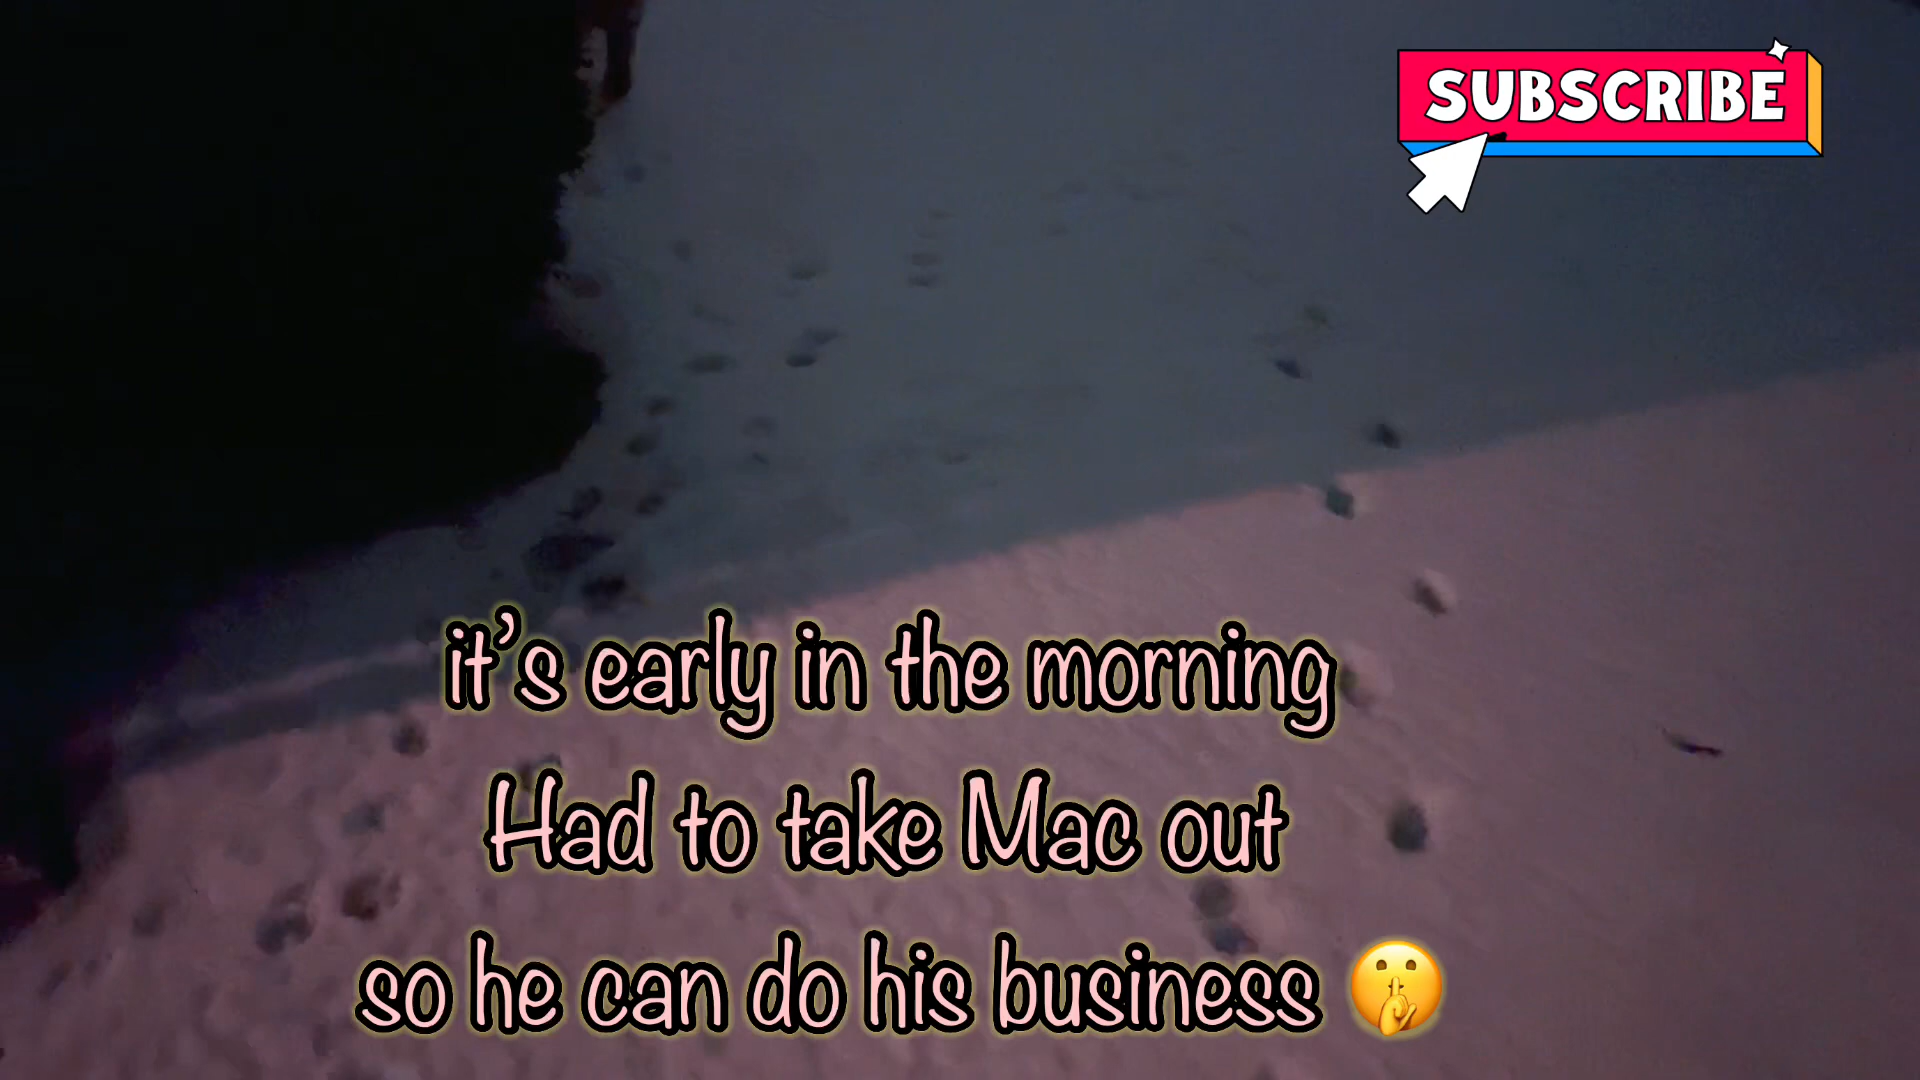 SUBSCRIBE
it's early in the morning
Had to take Mac out
so he can do his business 🤫